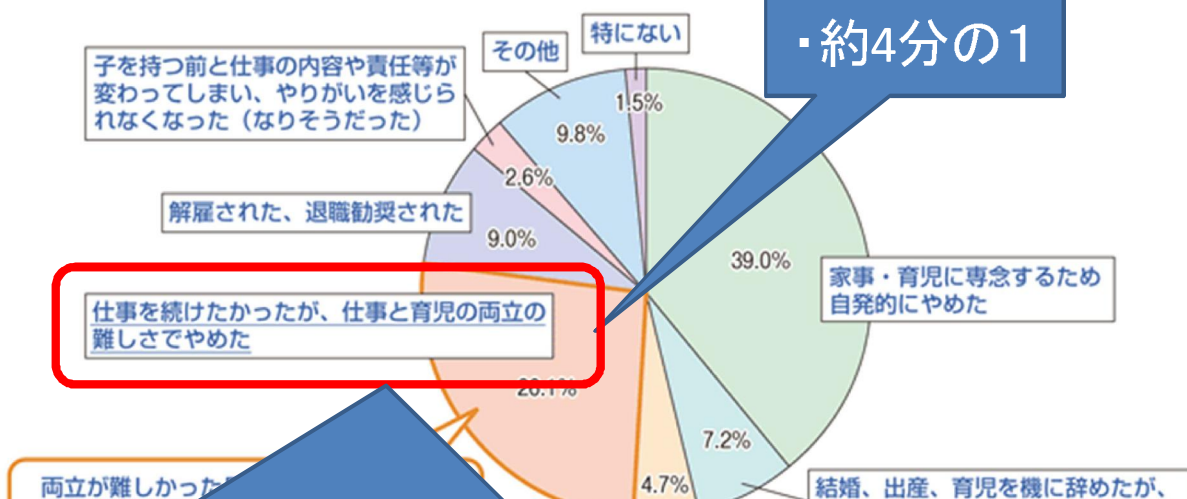 ・約4分の１
特にない
その他
子を持つ前と仕事の内容や責任等が
変わってしまい、やりがいを感じら
れなくなった（なりそうだった）
1.5%
9.8%
2.6%
解雇された、退職勧奨された
9.0%
39.0%
家事・育児に専念するため
自発的にやめた
仕事を続けたかったが、仕事と育児の両立の
難しさでやめた
26.1%
7.2%
4.7%
両立が難しかった
結婚、出産、育児を機に辞めたが、